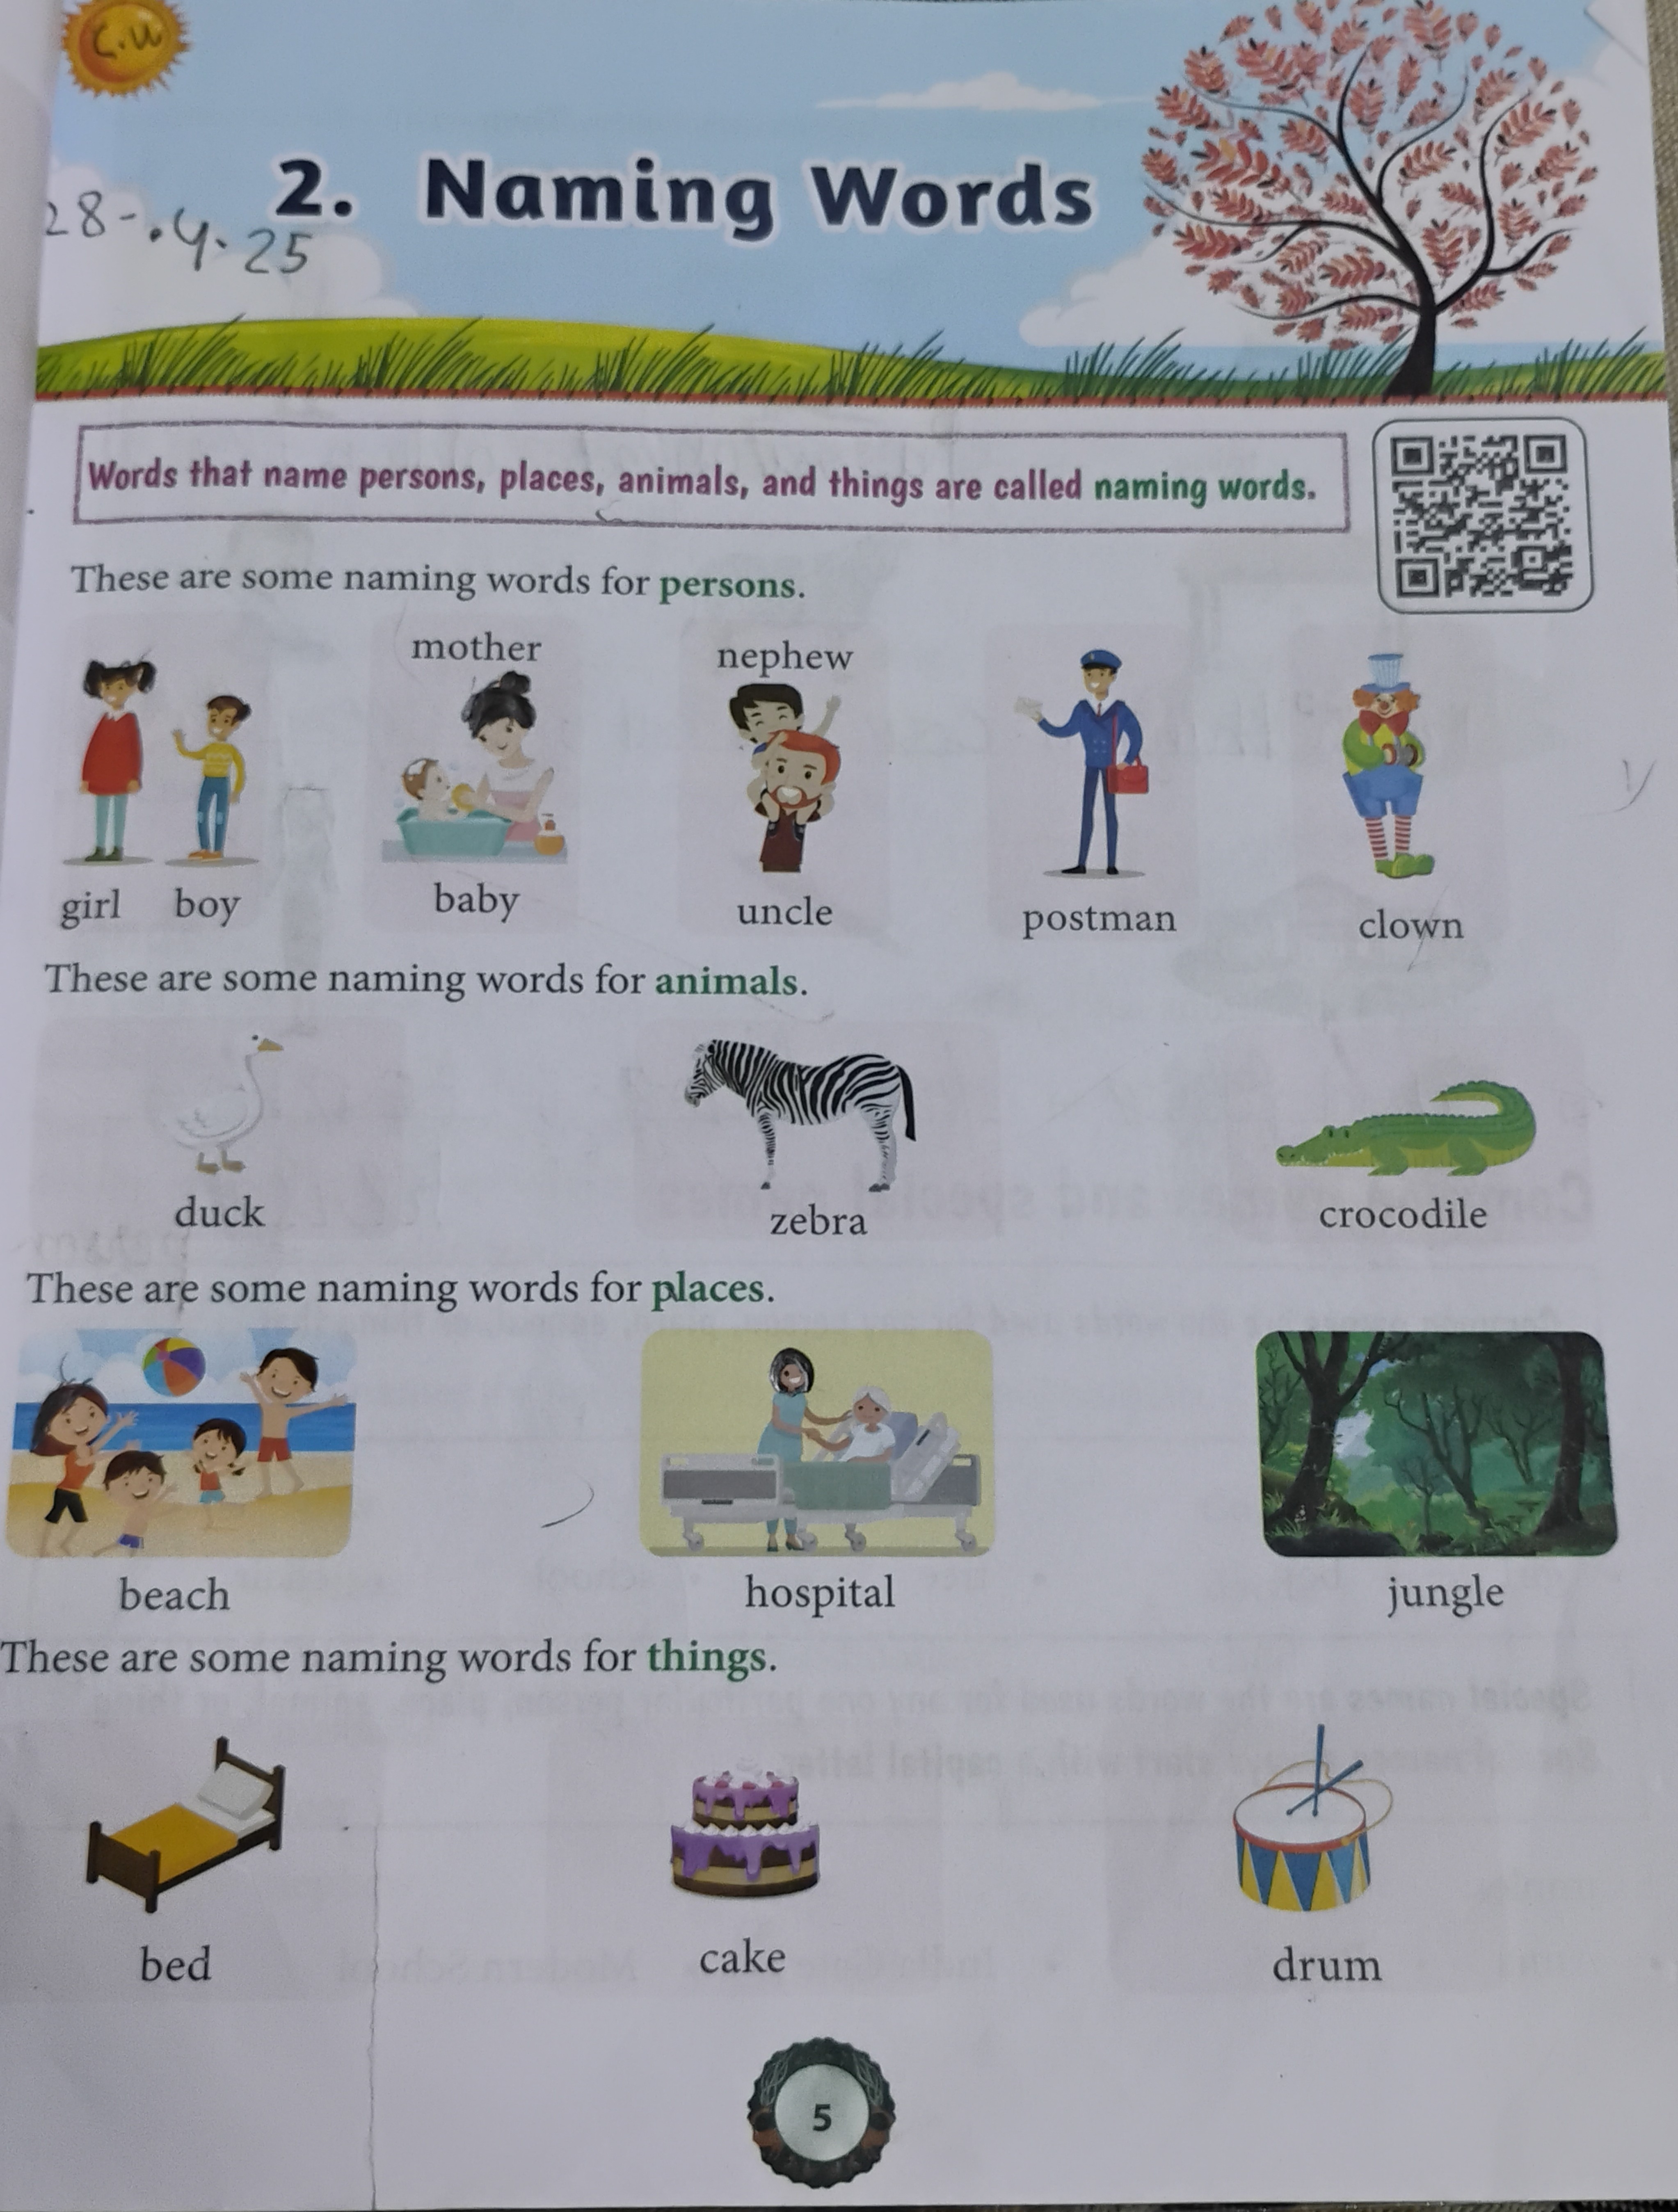 C.W
2. Naming Words
28-.4.25
Words that name persons, places, animals, and things are called naming words.
These are some naming words for persons.
mother nephew
girl boy baby uncle postman clown
These are some naming words for animals.
duck zebra crocodile
These are some naming words for places.
beach hospital jungle
These are some naming words for things.
bed cake drum
5